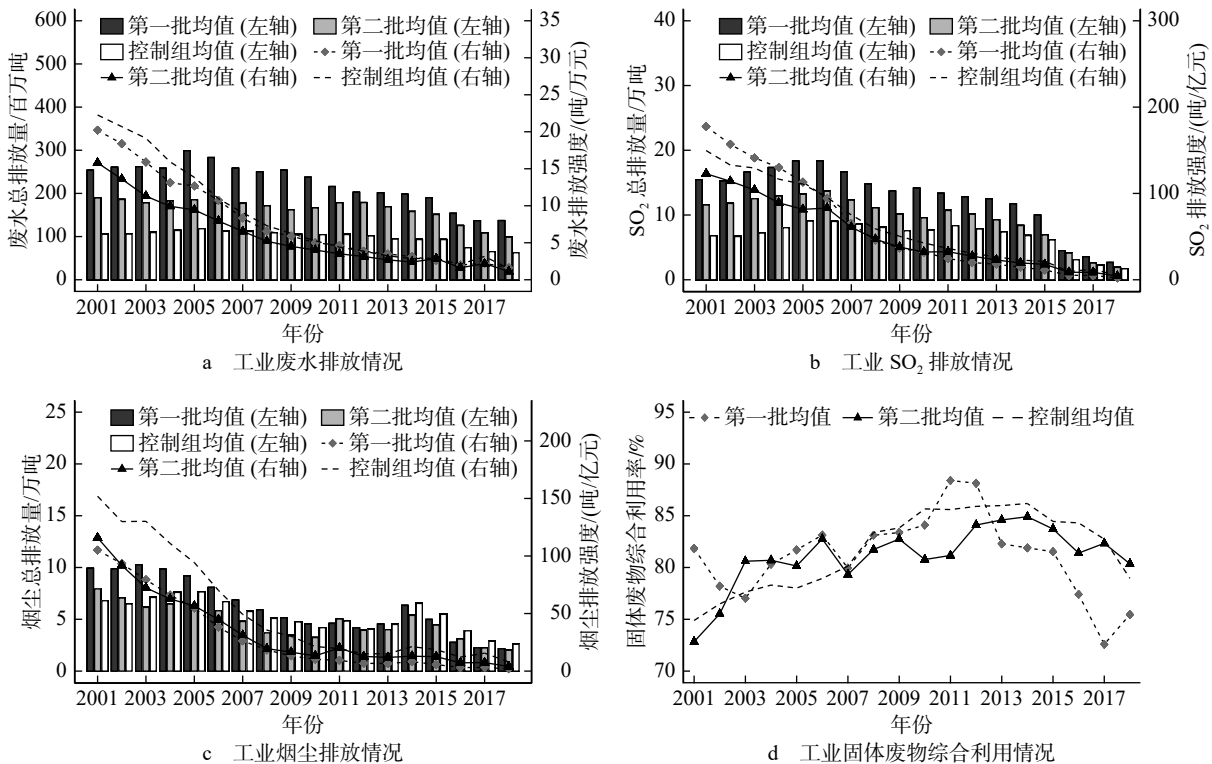 第一批均值 (左轴) 第二批均值 (左轴)
控制组均值 (左轴) 第一批均值 (右轴)
第二批均值 (右轴) 控制组均值 (右轴)
废水总排放量/百万吨
600
500
400
300
200
100
0
35
30
25
20
15
10
5
0
废水排放强度/(吨/万元)
2001 2003 2005 2007 2009 2011 2013 2015 2017
年份
a 工业废水排放情况
第一批均值 (左轴) 第二批均值 (左轴)
控制组均值 (左轴) 第一批均值 (右轴)
第二批均值 (右轴) 控制组均值 (右轴)
SO₂ 总排放量/万吨
40
30
20
10
0
300
200
100
0
SO₂ 排放强度/(吨/亿元)
2001 2003 2005 2007 2009 2011 2013 2015 2017
年份
b 工业 SO₂ 排放情况
第一批均值 (左轴) 第二批均值 (左轴)
控制组均值 (左轴) 第一批均值 (右轴)
第二批均值 (右轴) 控制组均值 (右轴)
烟尘总排放量/万吨
25
20
15
10
5
0
200
150
100
50
0
烟尘排放强度/(吨/亿元)
2001 2003 2005 2007 2009 2011 2013 2015 2017
年份
c 工业烟尘排放情况
第一批均值 第二批均值 控制组均值
固体废物综合利用率/%
95
90
85
80
75
70
2001 2003 2005 2007 2009 2011 2013 2015 2017
年份
d 工业固体废物综合利用情况